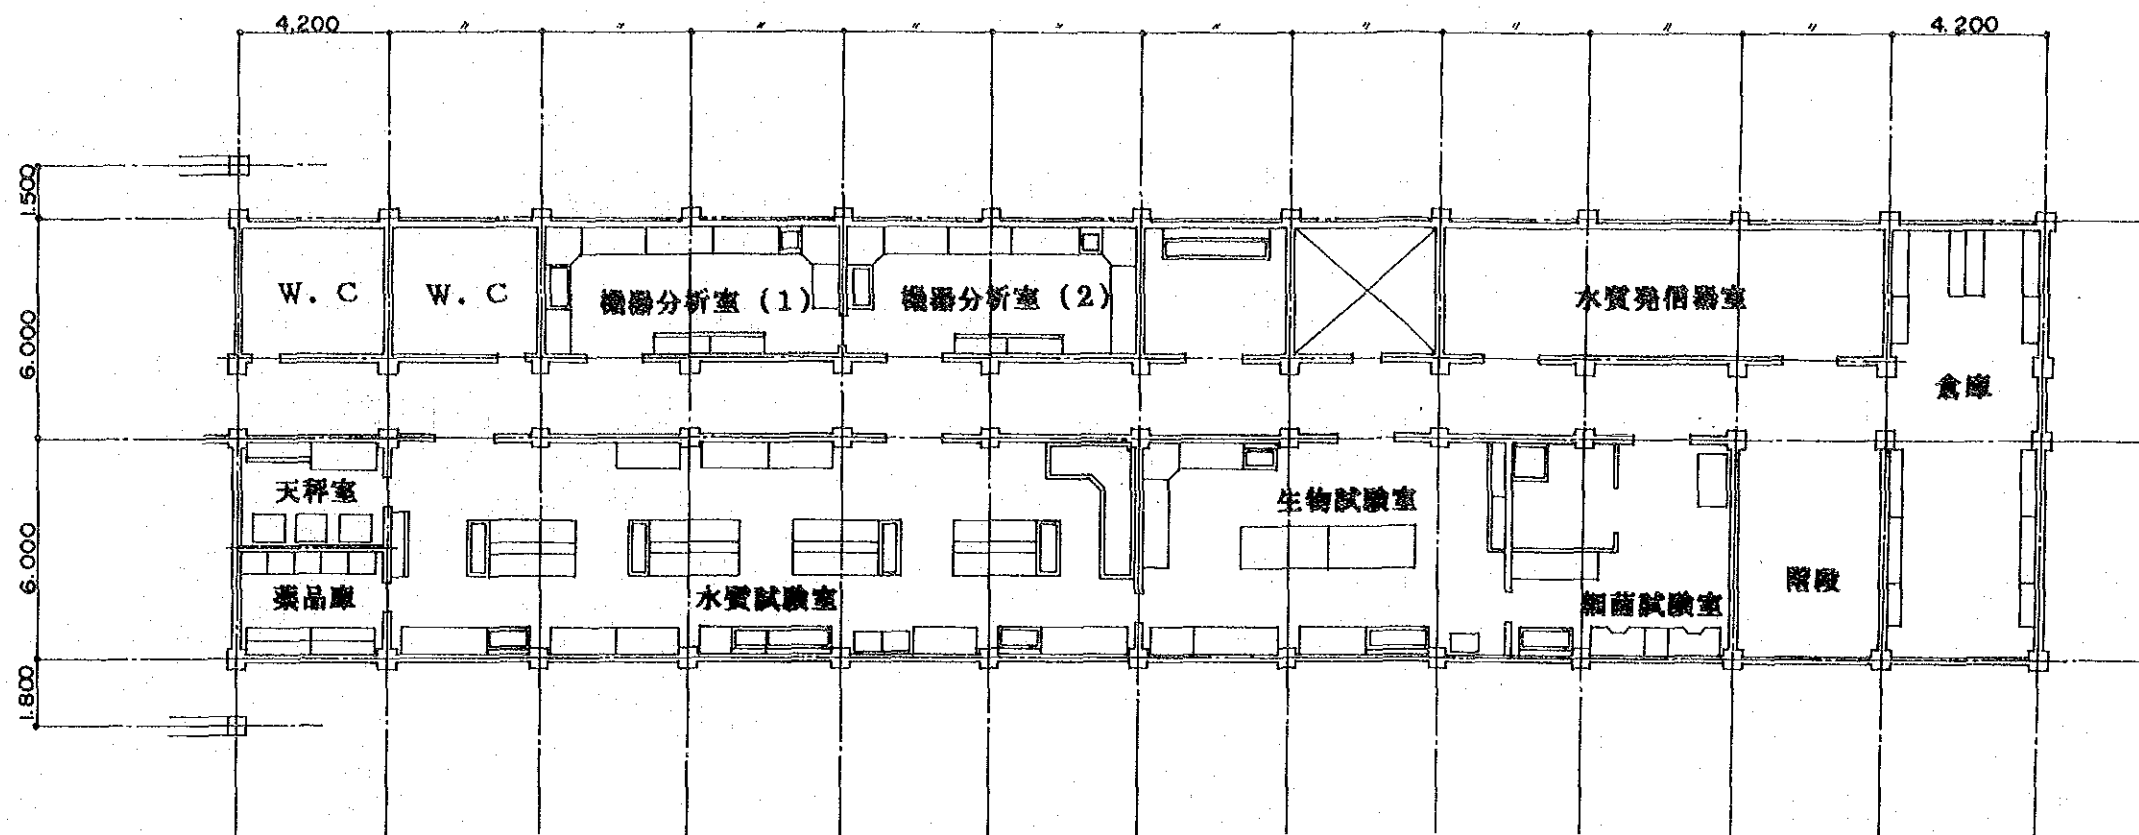 4,200 〃 〃 〃 〃 〃 〃 〃 〃 〃 〃 4,200
1.500
6.000
6.000
1.800
W.C
W.C
機器分析室 (1)
機器分析室 (2)
水質発信器室
倉庫
天秤室
薬品庫
水質試験室
生物試験室
細菌試験室
階段